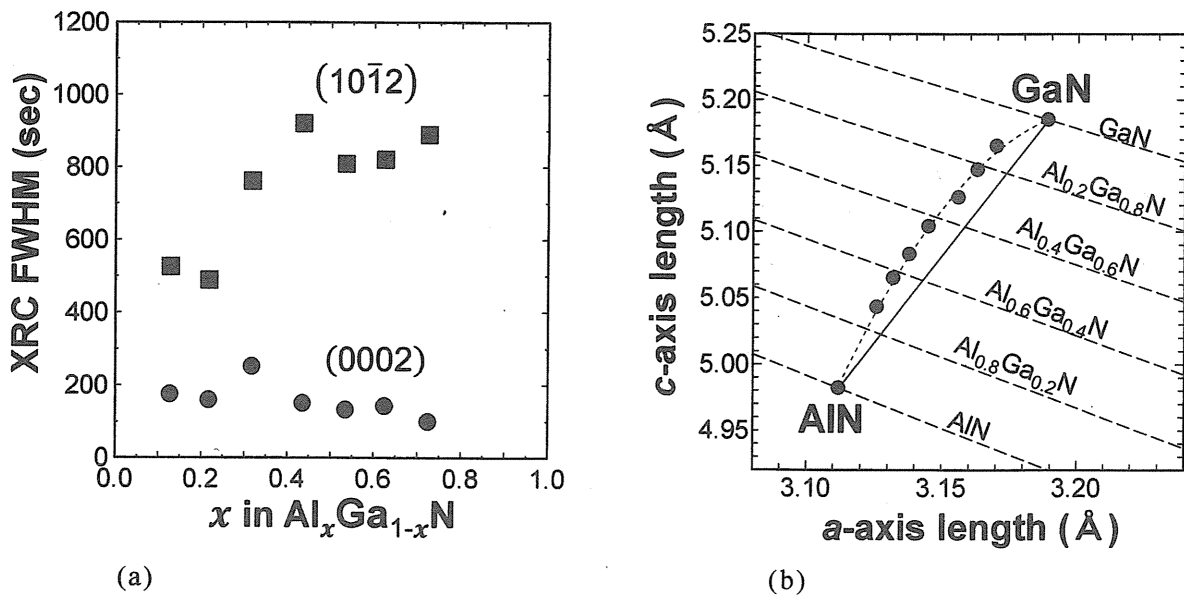 1200
1000
800
600
400
200
0
XRC FWHM (sec)
(10$\bar{1}$2)
(0002)
0.0 0.2 0.4 0.6 0.8 1.0
x in AlₓGa₁₋ₓN
(a)
5.25
5.20
5.15
5.10
5.05
5.00
4.95
c-axis length (Å)
GaN
GaN
Al₀.₂Ga₀.₈N
Al₀.₄Ga₀.₆N
Al₀.₆Ga₀.₄N
Al₀.₈Ga₀.₂N
AlN
AlN
3.10 3.15 3.20
a-axis length (Å)
(b)